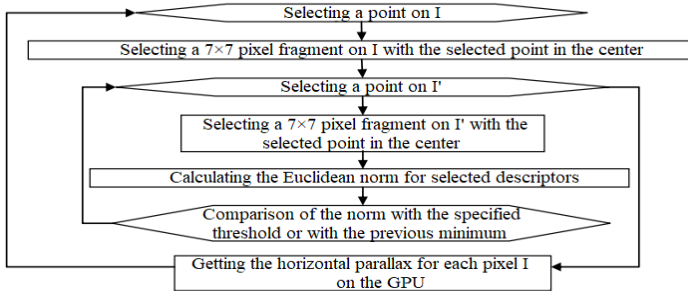 Selecting a point on I
Selecting a 7×7 pixel fragment on I with the selected point in the center
Selecting a point on I'
Selecting a 7×7 pixel fragment on I' with the
selected point in the center
Calculating the Euclidean norm for selected descriptors
Comparison of the norm with the specified
threshold or with the previous minimum
Getting the horizontal parallax for each pixel I
on the GPU